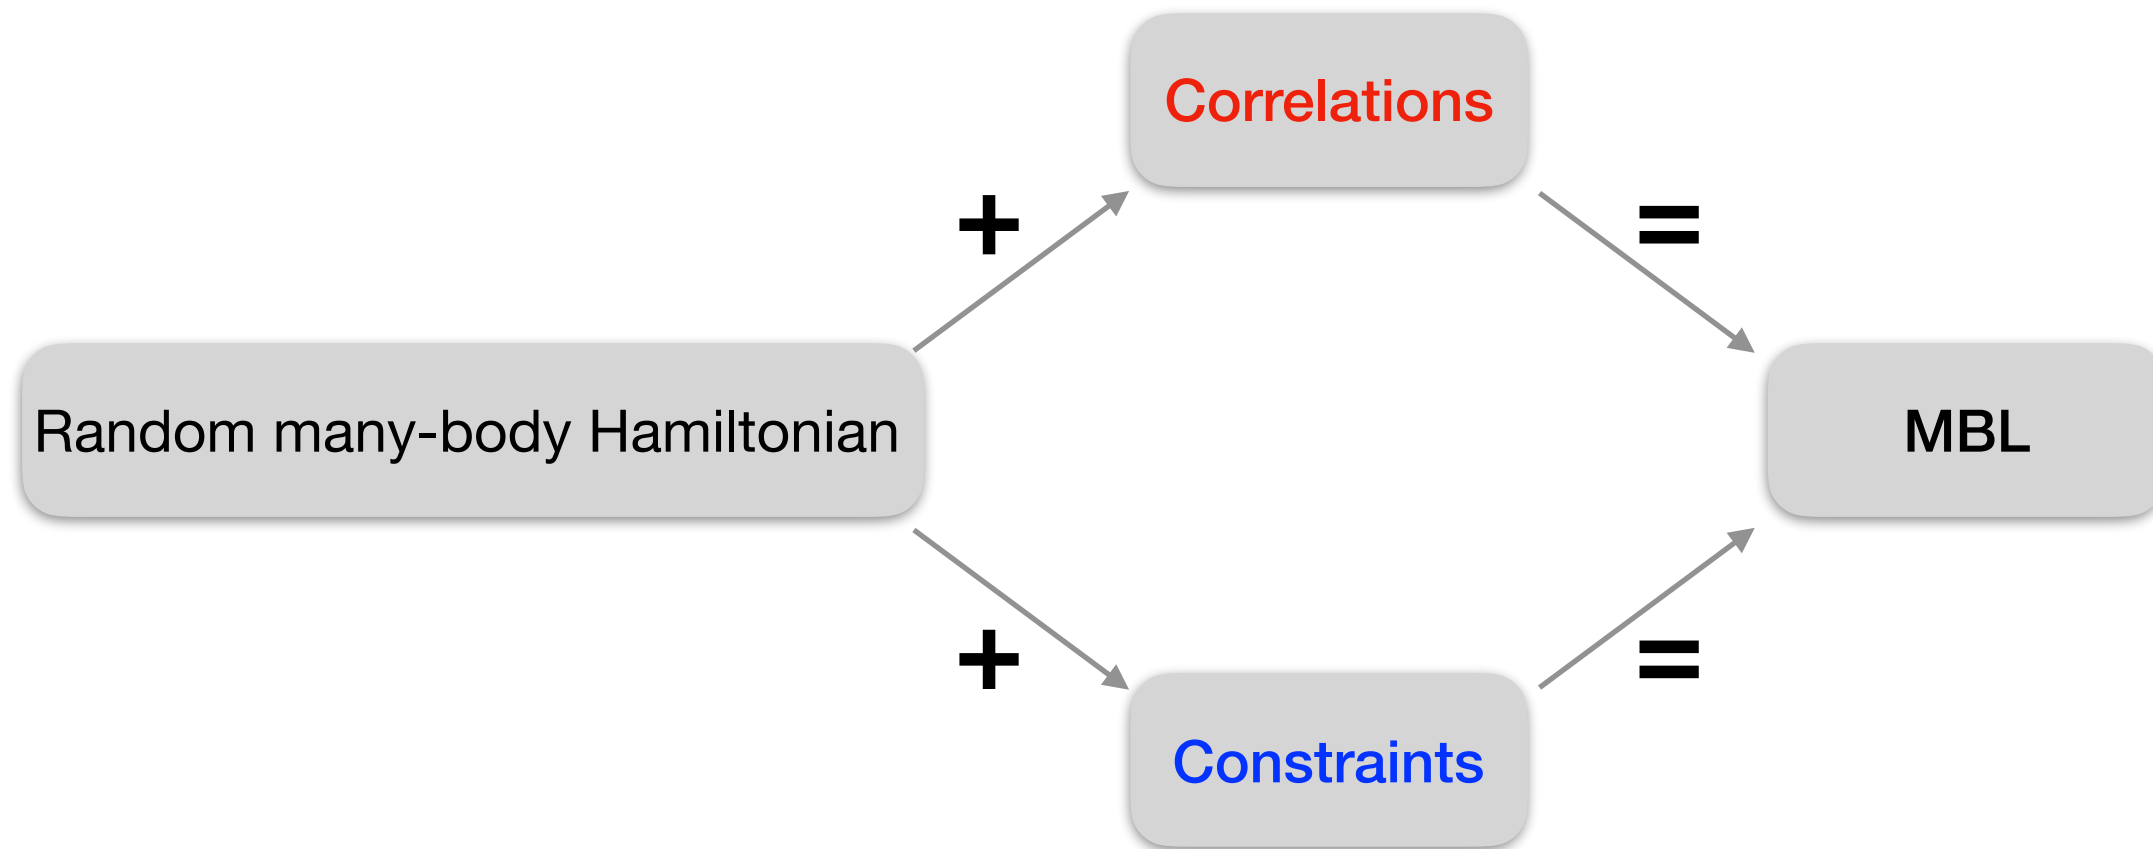 Correlations
+
=
Random many-body Hamiltonian
MBL
+
=
Constraints